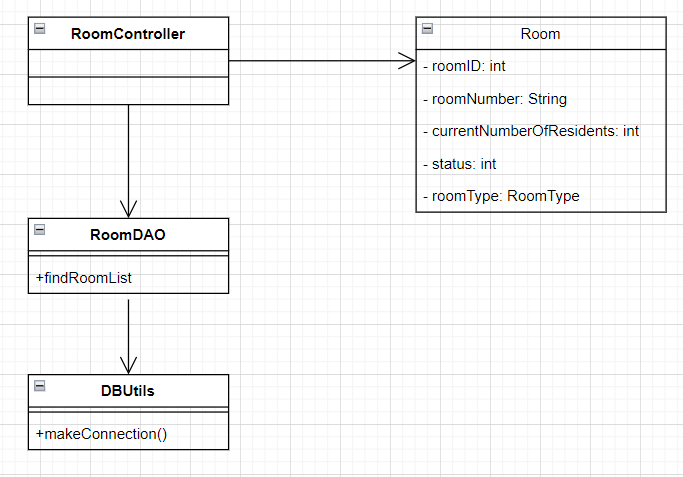 RoomController
Room
- roomID: int
- roomNumber: String
- currentNumberOfResidents: int
- status: int
- roomType: RoomType
RoomDAO
+findRoomList
DBUtils
+makeConnection()